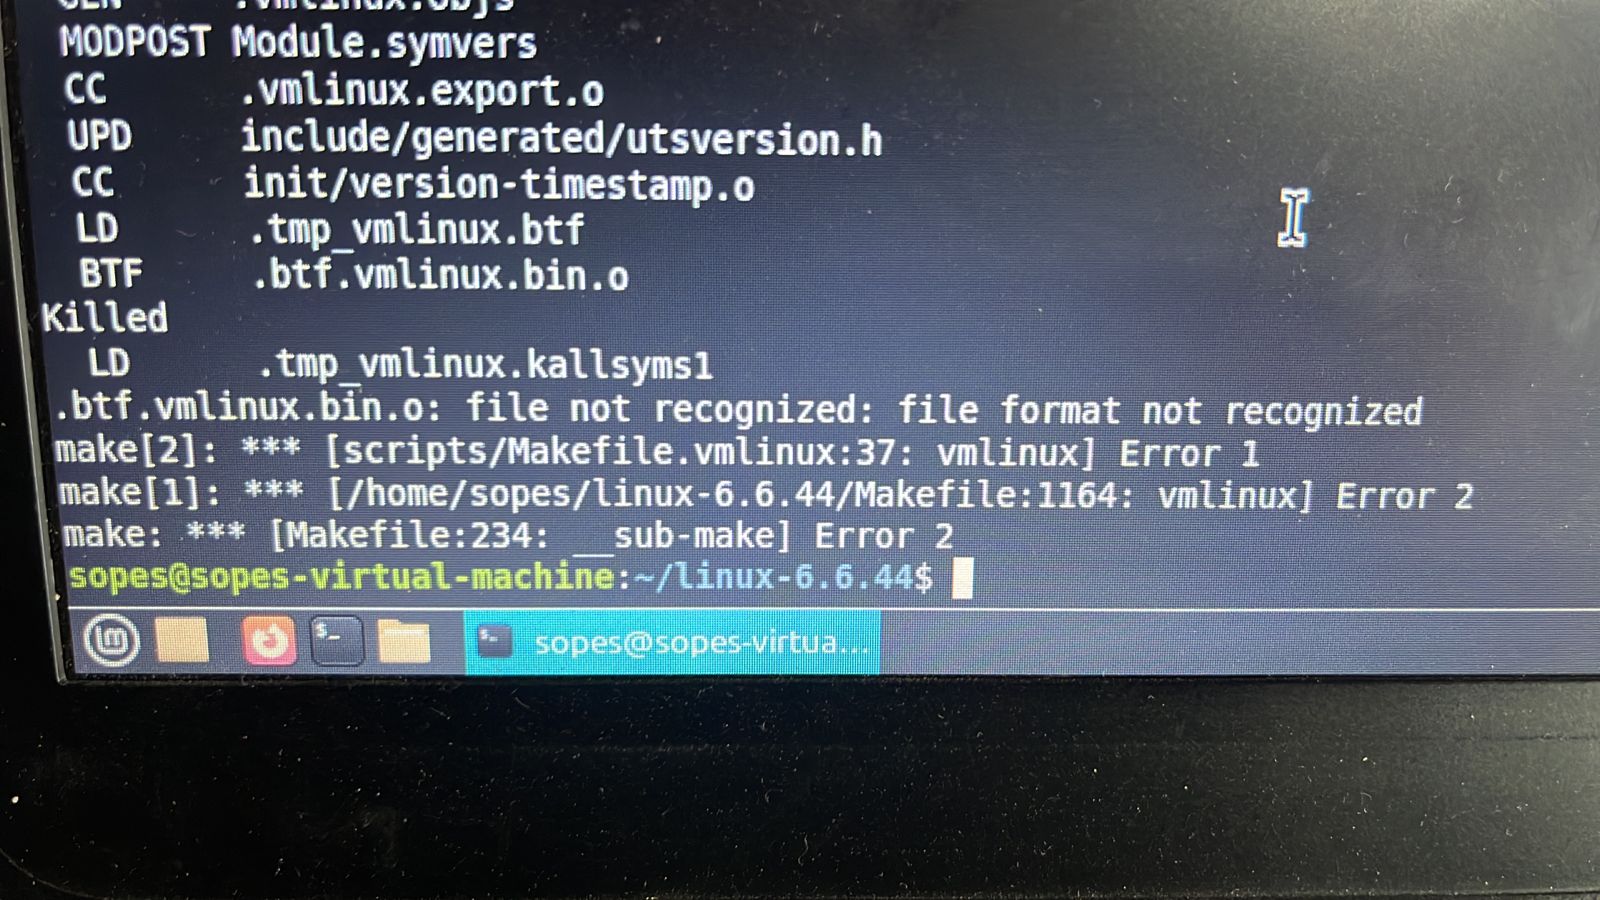 GEN .vmlinux.objs
MODPOST Module.symvers
CC .vmlinux.export.o
UPD include/generated/utsversion.h
CC init/version-timestamp.o
LD .tmp_vmlinux.btf
BTF .btf.vmlinux.bin.o
Killed
LD .tmp_vmlinux.kallsyms1
.btf.vmlinux.bin.o: file not recognized: file format not recognized
make[2]: *** [scripts/Makefile.vmlinux:37: vmlinux] Error 1
make[1]: *** [/home/sopes/linux-6.6.44/Makefile:1164: vmlinux] Error 2
make: *** [Makefile:234: __sub-make] Error 2
sopes@sopes-virtual-machine:~/linux-6.6.44$
sopes@sopes-virtua...